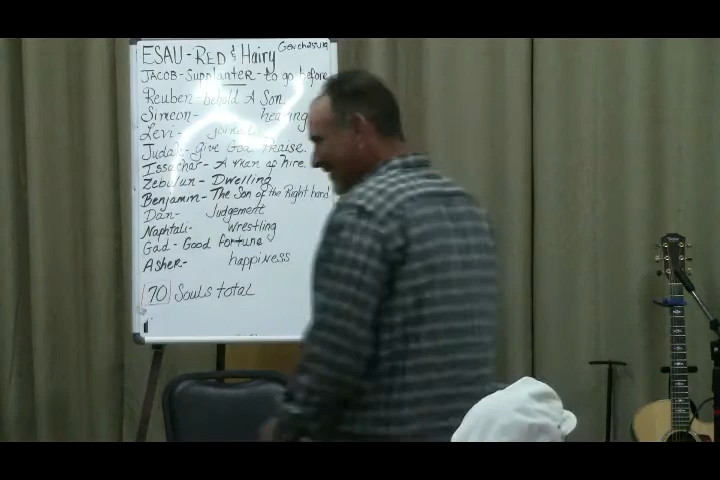 ESAU - RED & Hairy
JACOB - Supplanter - to go before
Reuben - behold A Son.
Simeon - hearing
Levi - joined
Judah - give God Praise.
Issachar - A Man of hire.
Zebulun - Dwelling
Benjamin - The Son of the Right hand
Dan - Judgement
Naphtali - Wrestling
Gad - Good fortune
Asher - happiness
70 Souls total